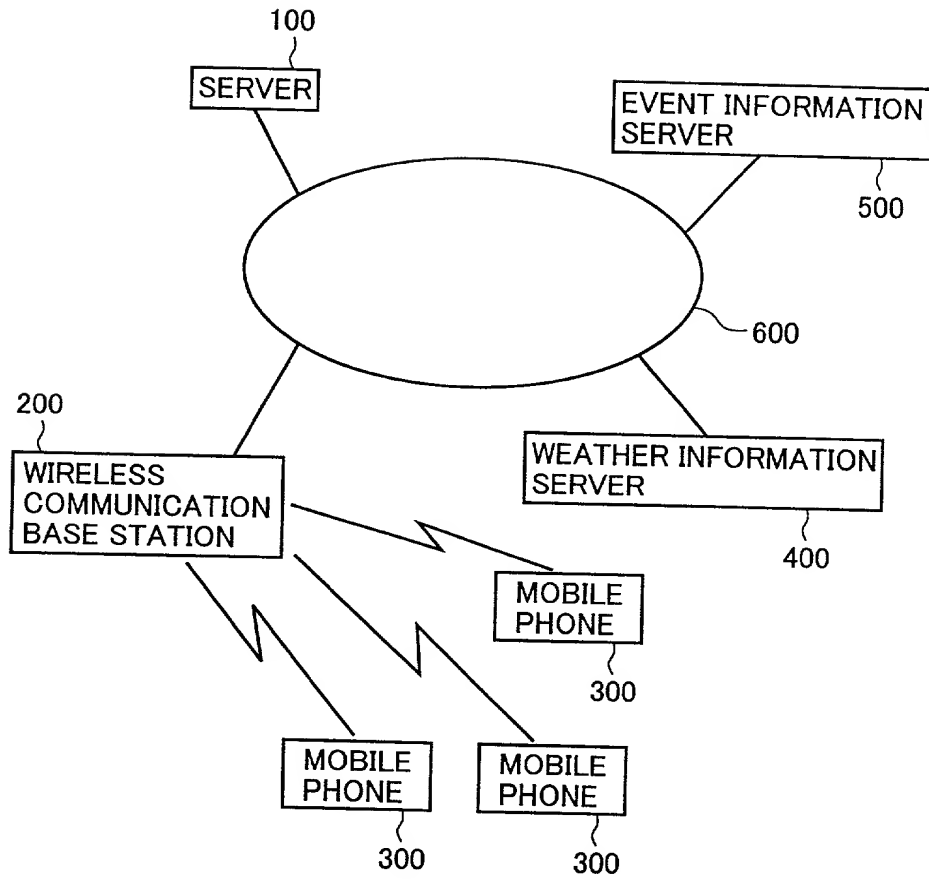 100
SERVER
EVENT INFORMATION
SERVER
500
600
200
WIRELESS
COMMUNICATION
BASE STATION
WEATHER INFORMATION
SERVER
400
MOBILE
PHONE
300
MOBILE
PHONE
300
MOBILE
PHONE
300